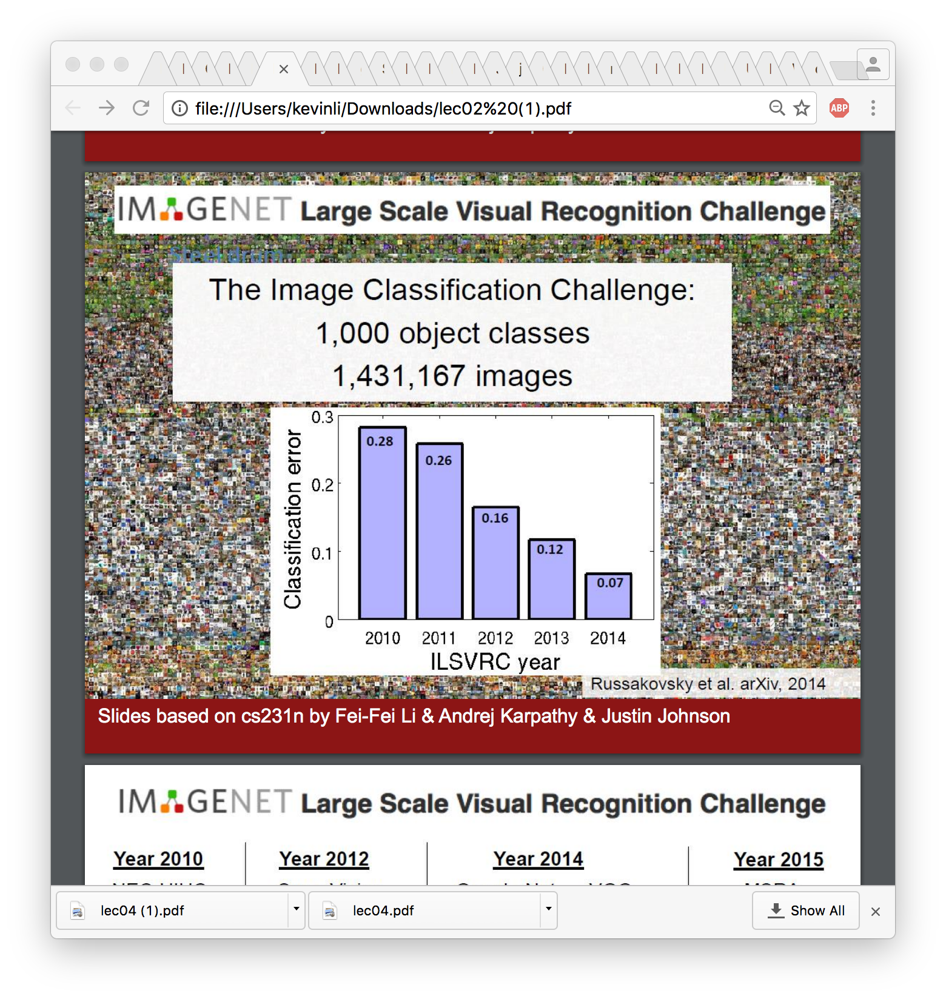 file:///Users/kevinli/Downloads/lec02%20(1).pdf
ABP
IMAGENET Large Scale Visual Recognition Challenge
Steel drum
The Image Classification Challenge:
1,000 object classes
1,431,167 images
Classification error
0.3
0.2
0.1
0
0.28
0.26
0.16
0.12
0.07
2010 2011 2012 2013 2014
ILSVRC year
Russakovsky et al. arXiv, 2014
Slides based on cs231n by Fei-Fei Li & Andrej Karpathy & Justin Johnson
IMAGENET Large Scale Visual Recognition Challenge
Year 2010 Year 2012 Year 2014 Year 2015
lec04 (1).pdf
lec04.pdf
Show All